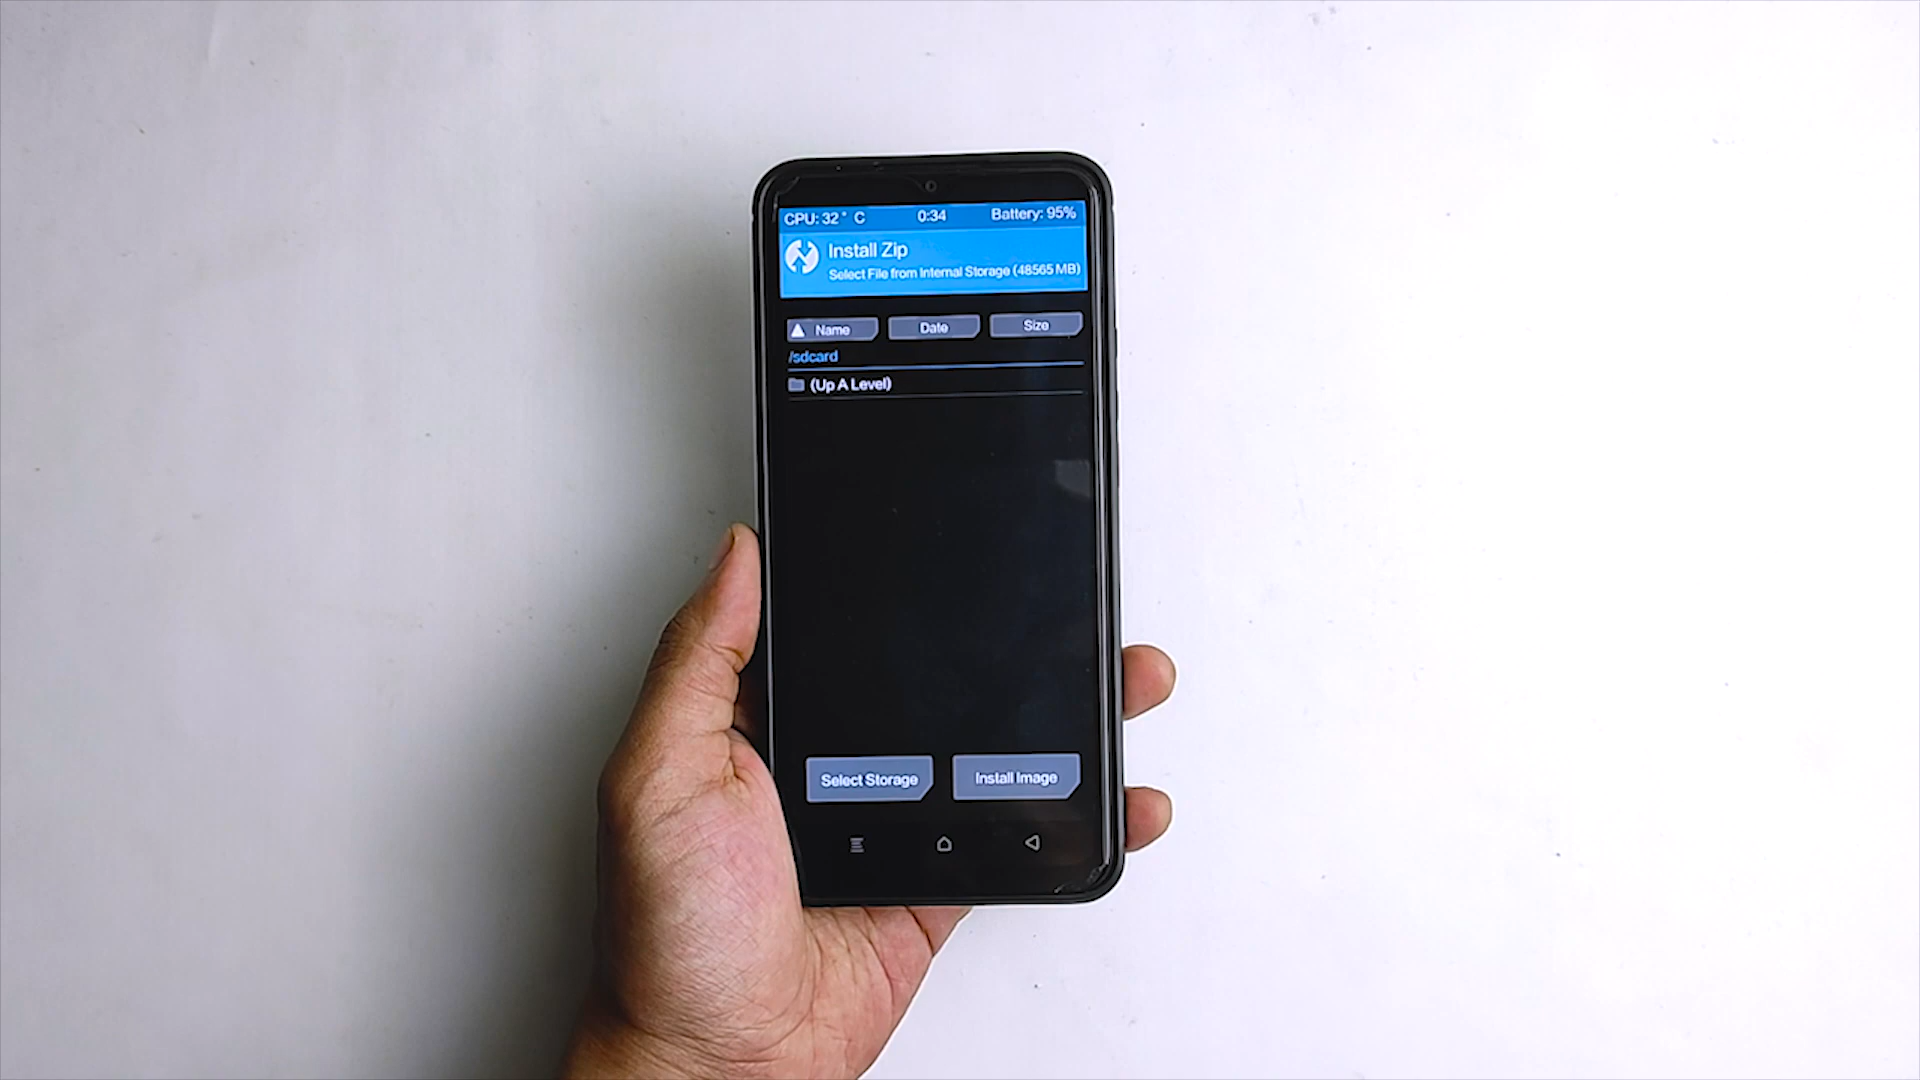 CPU: 32° C 0:34 Battery: 95%
Install Zip
Select File from Internal Storage (48565 MB)
Name Date Size
/sdcard
(Up A Level)
Select Storage Install Image